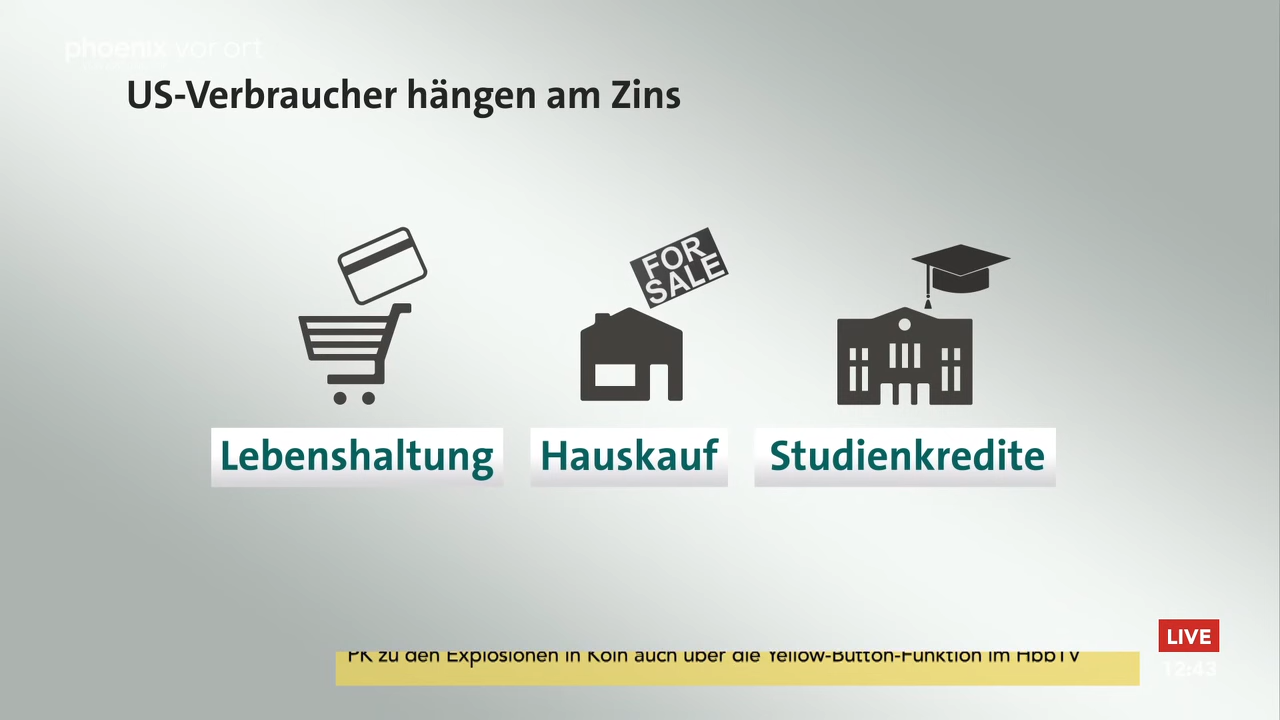 phoenix vor ort
US-Verbraucher hängen am Zins
FOR
SALE
Lebenshaltung
Hauskauf
Studienkredite
LIVE
PK zu den Explosionen in Köln auch über die Yellow-Button-Funktion im HbbTV
12:43